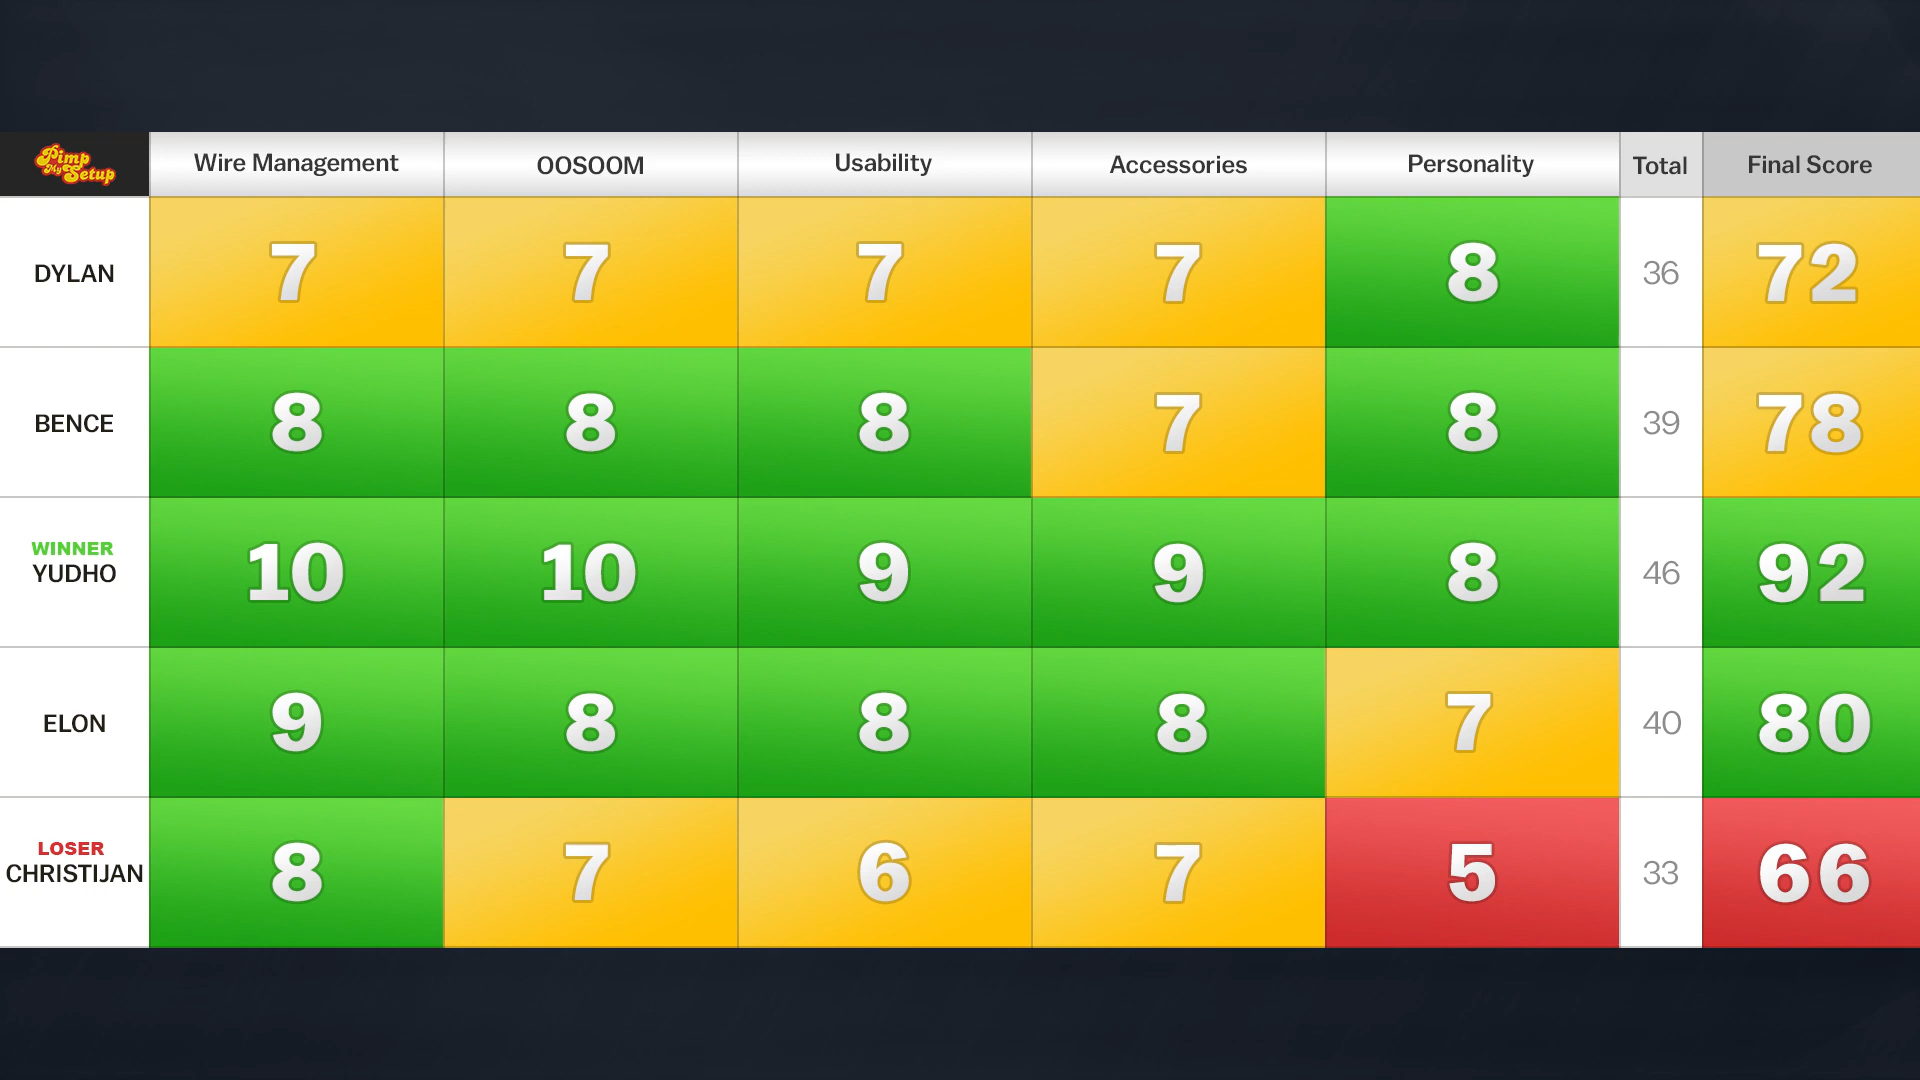 Pimp My Setup
Wire Management OOSOOM Usability Accessories Personality Total Final Score
DYLAN 7 7 7 7 8 36 72
BENCE 8 8 8 7 8 39 78
WINNER
YUDHO 10 10 9 9 8 46 92
ELON 9 8 8 8 7 40 80
LOSER
CHRISTIJAN 8 7 6 7 5 33 66